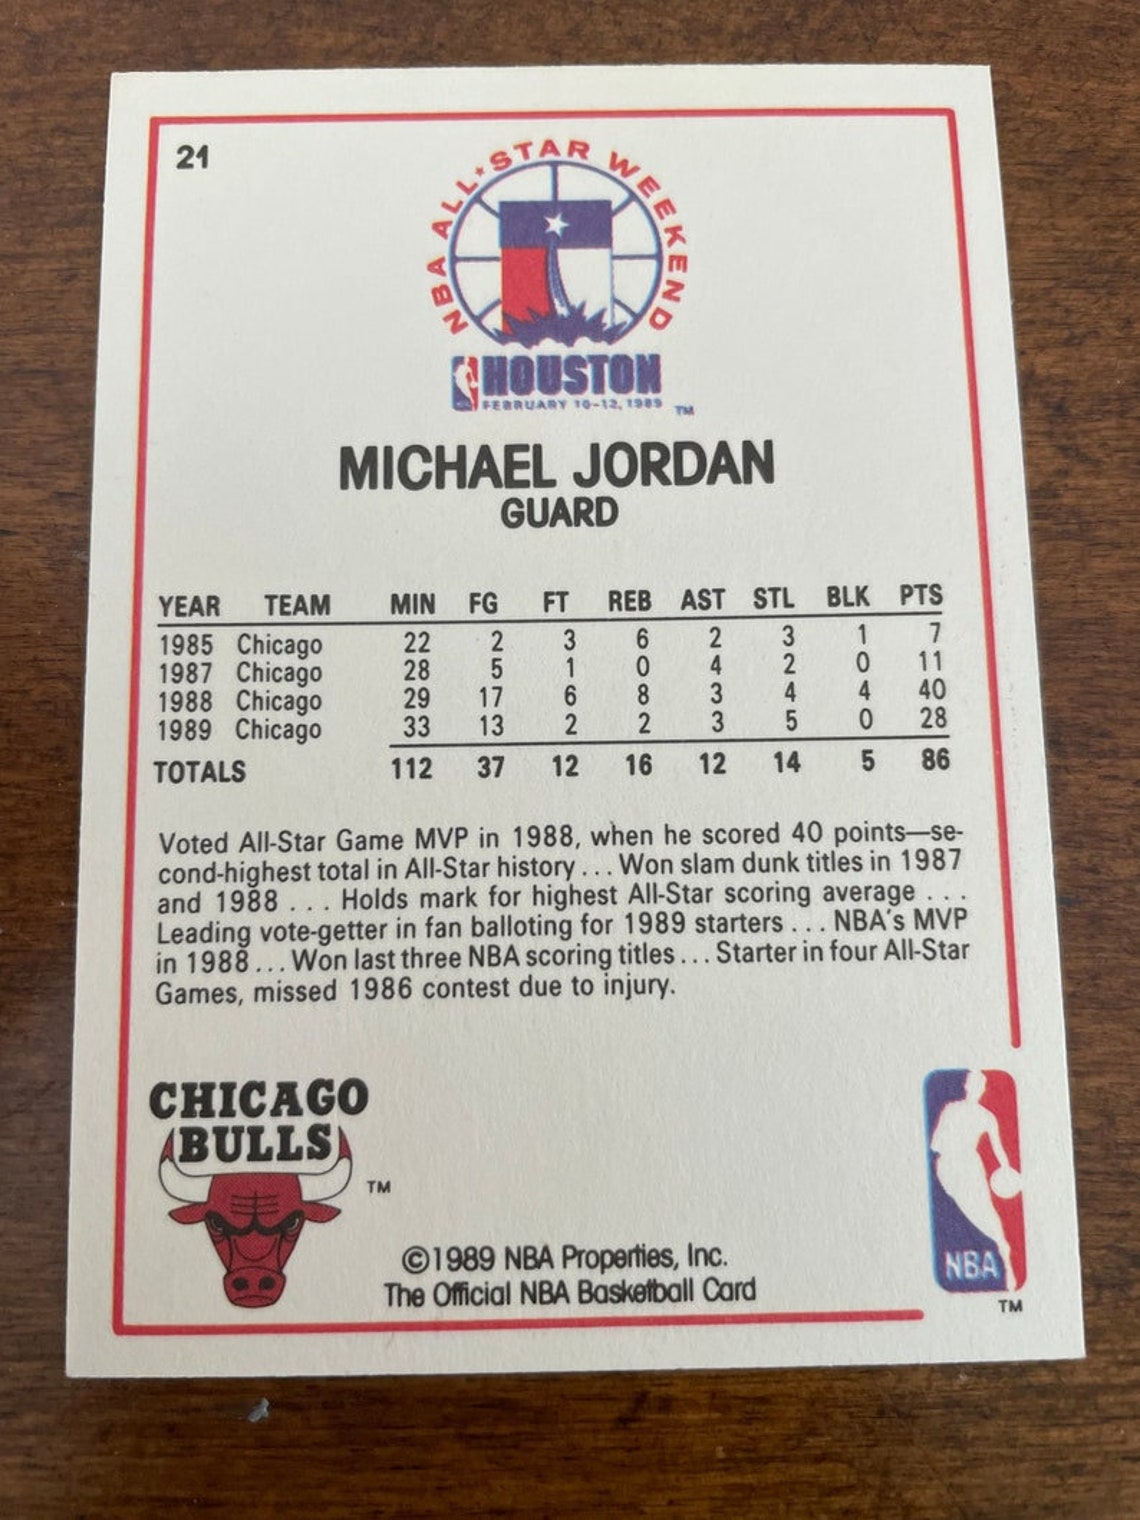 21
NBA ALL★STAR WEEKEND
HOUSTON
FEBRUARY 10-12, 1989 TM
MICHAEL JORDAN
GUARD
YEAR TEAM MIN FG FT REB AST STL BLK PTS
1985 Chicago 22 2 3 6 2 3 1 7
1987 Chicago 28 5 1 0 4 2 0 11
1988 Chicago 29 17 6 8 3 4 4 40
1989 Chicago 33 13 2 2 3 5 0 28
TOTALS 112 37 12 16 12 14 5 86
Voted All-Star Game MVP in 1988, when he scored 40 points—se-
cond-highest total in All-Star history... Won slam dunk titles in 1987
and 1988 . . . Holds mark for highest All-Star scoring average . . .
Leading vote-getter in fan balloting for 1989 starters ... NBA's MVP
in 1988... Won last three NBA scoring titles... Starter in four All-Star
Games, missed 1986 contest due to injury.
CHICAGO
BULLS
TM
©1989 NBA Properties, Inc.
The Official NBA Basketball Card
NBA
TM